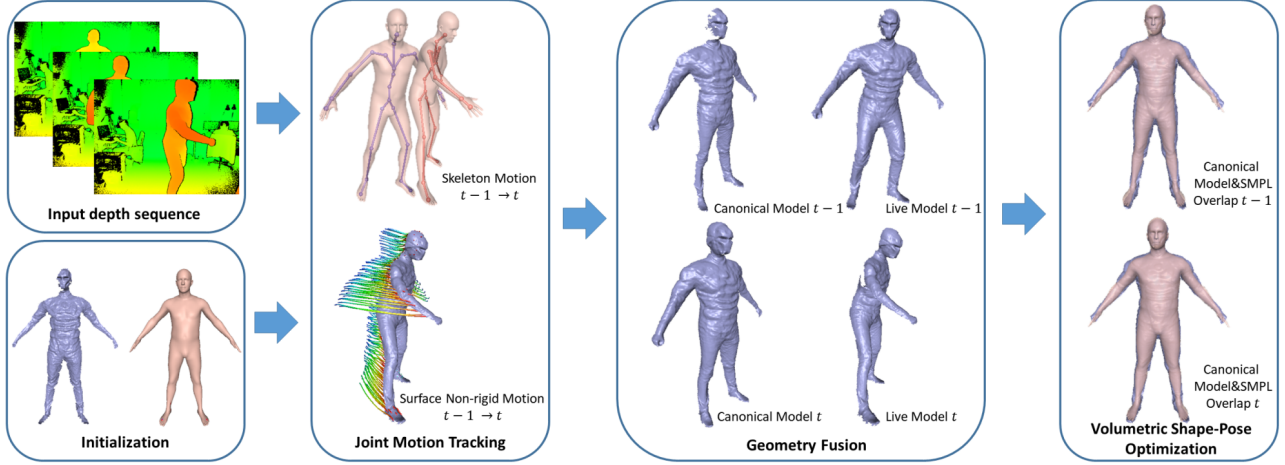 Input depth sequence
Initialization
Skeleton Motion
t − 1 → t
Surface Non-rigid Motion
t − 1 → t
Joint Motion Tracking
Canonical Model t − 1
Live Model t − 1
Canonical Model t
Live Model t
Geometry Fusion
Canonical
Model&SMPL
Overlap t − 1
Canonical
Model&SMPL
Overlap t
Volumetric Shape-Pose
Optimization